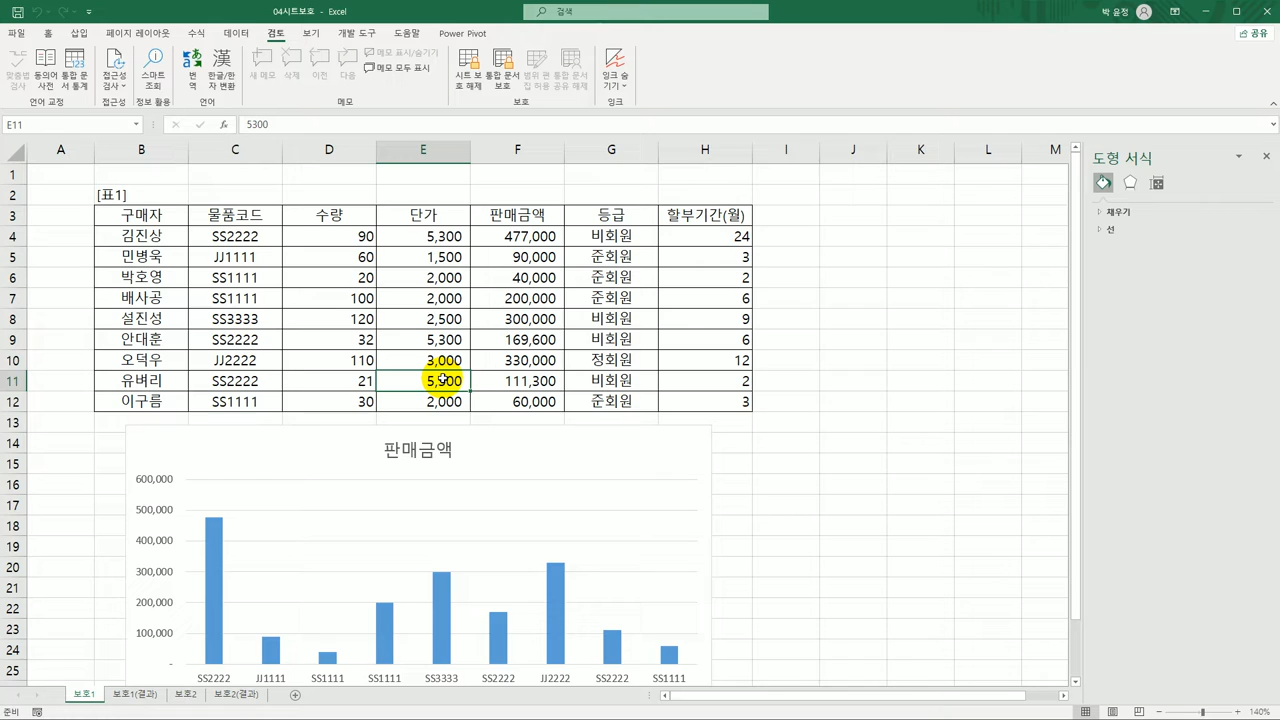 04시트보호 - Excel
검색
박 윤정
파일 홈 삽입 페이지 레이아웃 수식 데이터 검토 보기 개발 도구 도움말 Power Pivot
공유
맞춤법 검사 동의어 사전 통합 문서 통계 접근성 검사 스마트 조회 번역 한글/한자 변환 새 메모 삭제 이전 다음 메모 표시/숨기기 시트 보호 해제 통합 문서 보호 범위 편집 허용 통합 문서 공유 해제 잉크 숨기기
메모 모두 표시
언어 교정 접근성 정보 활용 언어 메모 보호 잉크
E11 fx 5300
A B C D E F G H I J K L M
도형 서식
채우기
선
1
2 [표1]
3 구매자 물품코드 수량 단가 판매금액 등급 할부기간(월)
4 김진상 SS2222 90 5,300 477,000 비회원 24
5 민병욱 JJ1111 60 1,500 90,000 준회원 3
6 박호영 SS1111 20 2,000 40,000 준회원 2
7 배사공 SS1111 100 2,000 200,000 준회원 6
8 설진성 SS3333 120 2,500 300,000 비회원 9
9 안대훈 SS2222 32 5,300 169,600 비회원 6
10 오덕우 JJ2222 110 3,000 330,000 정회원 12
11 유벼리 SS2222 21 5,300 111,300 비회원 2
12 이구름 SS1111 30 2,000 60,000 준회원 3
13
14 판매금액
15
16 600,000
17 500,000
18
19 400,000
20 300,000
21
22 200,000
23 100,000
24
25 -
SS2222 JJ1111 SS1111 SS1111 SS3333 SS2222 JJ2222 SS2222 SS1111
보호1 보호1(결과) 보호2 보호2(결과)
준비 140%